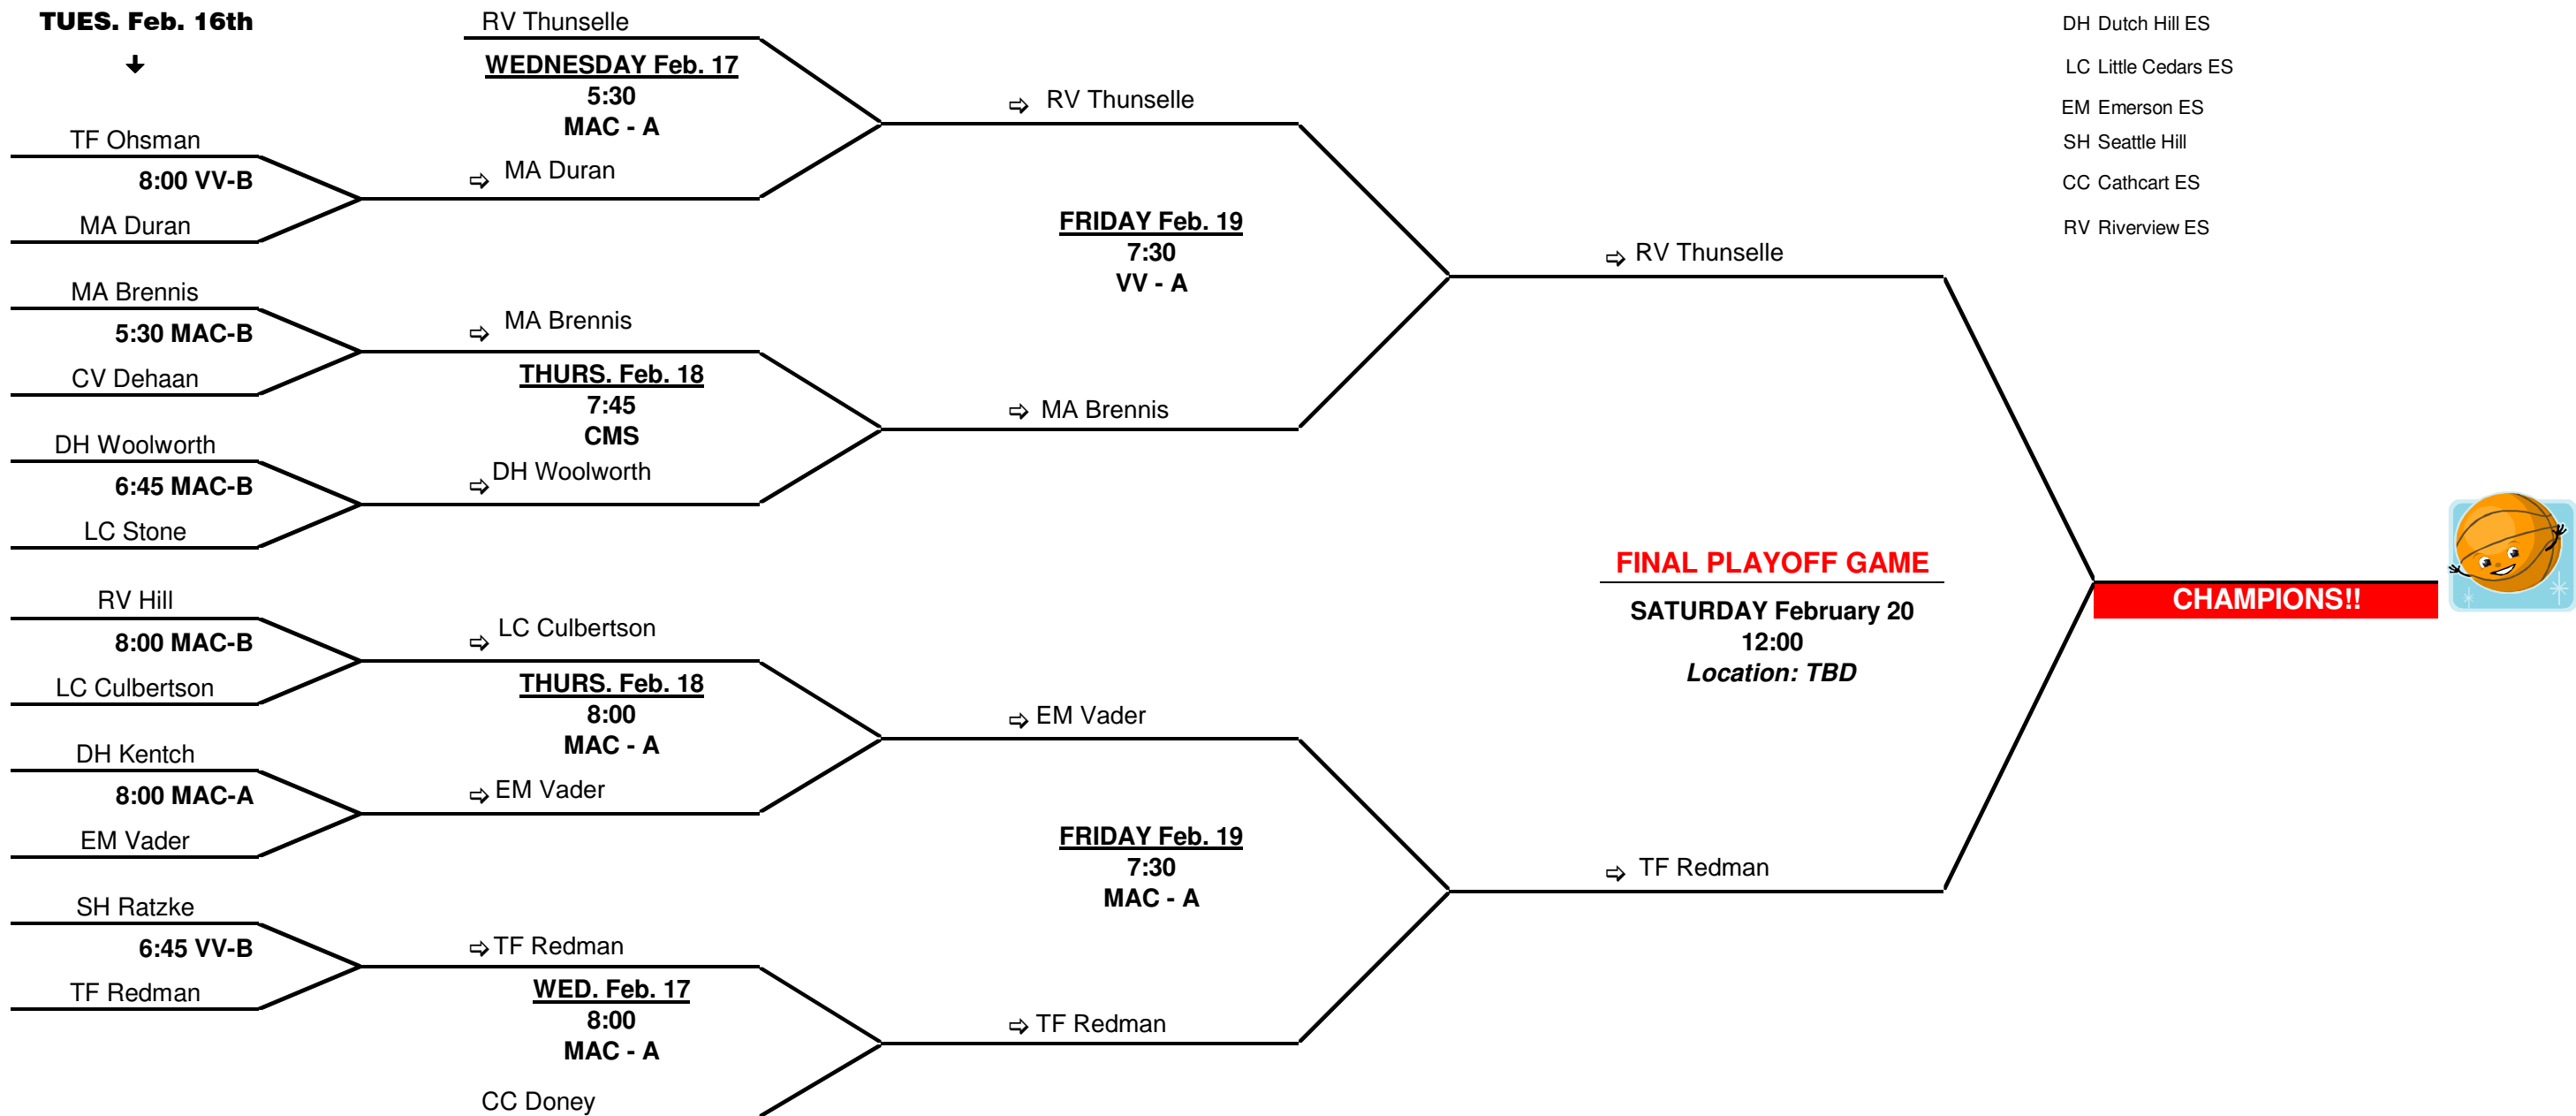 TUES. Feb. 16th
TF Ohsman
8:00 VV-B
MA Duran
MA Brennis
5:30 MAC-B
CV Dehaan
DH Woolworth
6:45 MAC-B
LC Stone
RV Hill
8:00 MAC-B
LC Culbertson
DH Kentch
8:00 MAC-A
EM Vader
SH Ratzke
6:45 VV-B
TF Redman
RV Thunselle
WEDNESDAY Feb. 17
5:30
MAC - A
MA Duran
MA Brennis
THURS. Feb. 18
7:45
CMS
DH Woolworth
LC Culbertson
THURS. Feb. 18
8:00
MAC - A
EM Vader
TF Redman
WED. Feb. 17
8:00
MAC - A
CC Doney
RV Thunselle
FRIDAY Feb. 19
7:30
VV - A
MA Brennis
EM Vader
FRIDAY Feb. 19
7:30
MAC - A
TF Redman
RV Thunselle
FINAL PLAYOFF GAME
SATURDAY February 20
12:00
Location: TBD
TF Redman
CHAMPIONS!!
DH Dutch Hill ES
LC Little Cedars ES
EM Emerson ES
SH Seattle Hill
CC Cathcart ES
RV Riverview ES